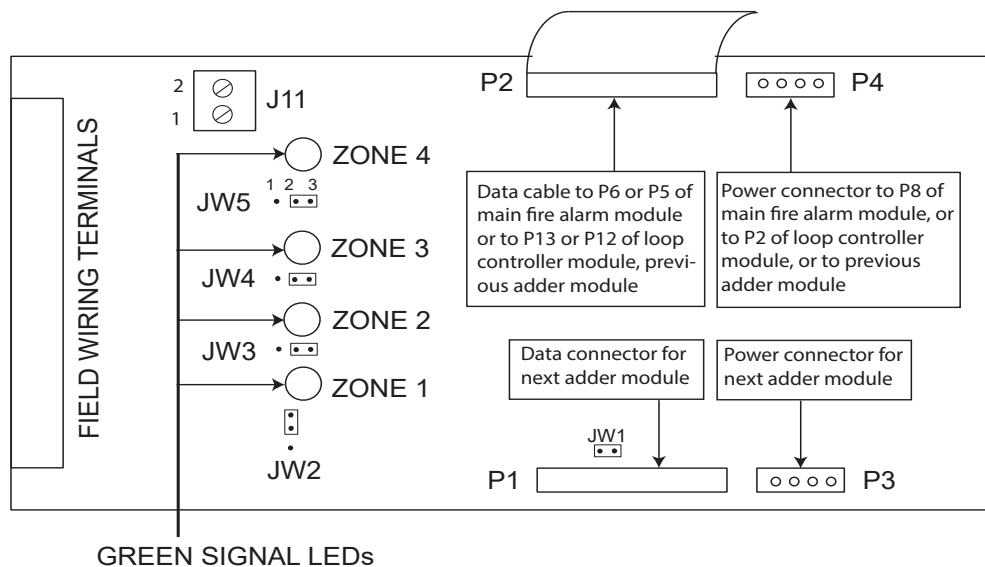 P2
P4
2
1
J11
FIELD WIRING TERMINALS
ZONE 4
1 2 3
JW5
ZONE 3
JW4
ZONE 2
JW3
ZONE 1
JW2
Data cable to P6 or P5 of
main fire alarm module
or to P13 or P12 of loop
controller module, previ-
ous adder module
Power connector to P8 of
main fire alarm module, or
to P2 of loop controller
module, or to previous
adder module
Data connector for
next adder module
Power connector for
next adder module
JW1
P1
P3
GREEN SIGNAL LEDs